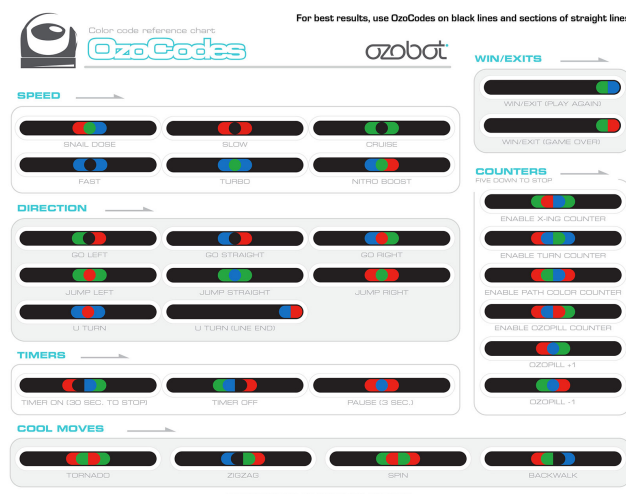 For best results, use OzoCodes on black lines and sections of straight lines
Color code reference chart
OzoCodes
ozobot
WIN/EXITS
WIN/EXIT (PLAY AGAIN)
WIN/EXIT (GAME OVER)
SPEED
SNAIL DOSE
SLOW
CRUISE
FAST
TURBO
NITRO BOOST
COUNTERS
FIVE DOWN TO STOP
ENABLE X-ING COUNTER
ENABLE TURN COUNTER
ENABLE PATH COLOR COUNTER
ENABLE OZOPILL COUNTER
OZOPILL +1
OZOPILL -1
DIRECTION
GO LEFT
GO STRAIGHT
GO RIGHT
JUMP LEFT
JUMP STRAIGHT
JUMP RIGHT
U TURN
U TURN (LINE END)
TIMERS
TIMER ON (30 SEC. TO STOP)
TIMER OFF
PAUSE (3 SEC.)
COOL MOVES
TORNADO
ZIGZAG
SPIN
BACKWALK